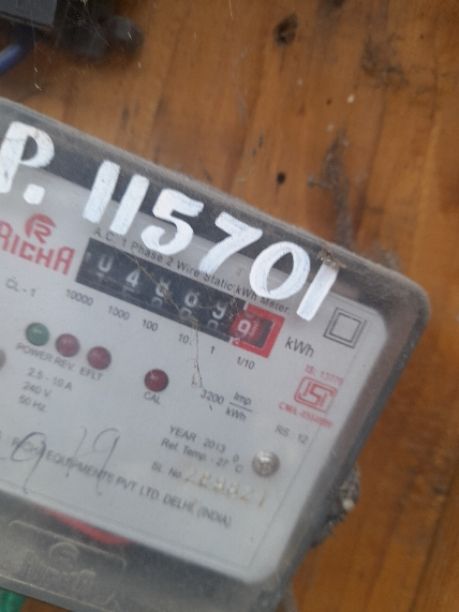 P. 115701
RICHA
A.C. 1 Phase 2 Wire Static kWh Meter
kWh
CL-1 10000 1000 100 10 1 1/10
POWER REV. EFLT
CAL
3200 Imp/kWh
2.5 - 10 A
240 V
50 Hz
IS: 13779
RS 12
YEAR 2013
Ref. Temp. - 27°C
SL No.
EQUIPMENTS PVT LTD. DELHI (INDIA)